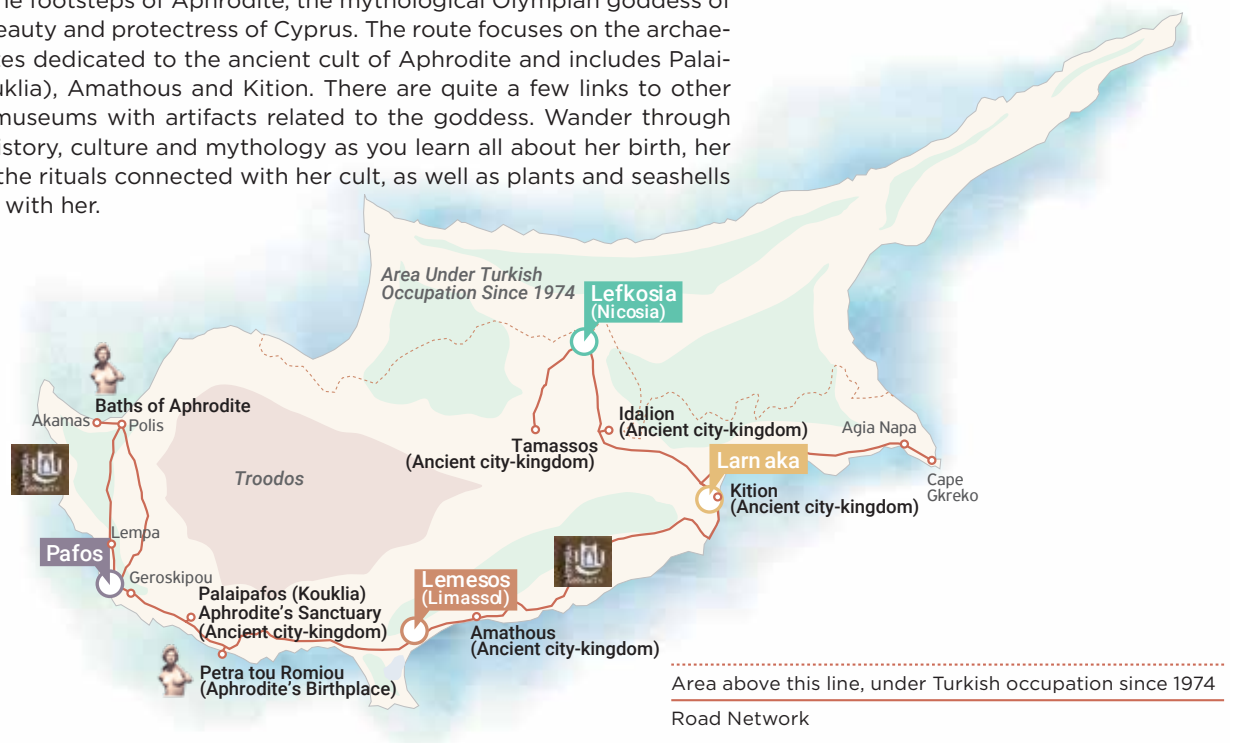 he footsteps of Aphrodite, the mythological Olympian goddess of
eauty and protectress of Cyprus. The route focuses on the archae-
es dedicated to the ancient cult of Aphrodite and includes Palai-
uklia), Amathous and Kition. There are quite a few links to other
museums with artifacts related to the goddess. Wander through
istory, culture and mythology as you learn all about her birth, her
the rituals connected with her cult, as well as plants and seashells
with her.
Area Under Turkish
Occupation Since 1974
Lefkosia
(Nicosia)
Baths of Aphrodite
Akamas
Polis
Idalion
(Ancient city-kingdom)
Agia Napa
Tamassos
(Ancient city-kingdom)
Larnaka
Troodos
Cape
Gkreko
Kition
(Ancient city-kingdom)
Lempa
Pafos
Geroskipou
Lemesos
(Limassol)
Palaipafos (Kouklia)
Aphrodite's Sanctuary
(Ancient city-kingdom)
Amathous
(Ancient city-kingdom)
Petra tou Romiou
(Aphrodite's Birthplace)
Area above this line, under Turkish occupation since 1974
Road Network